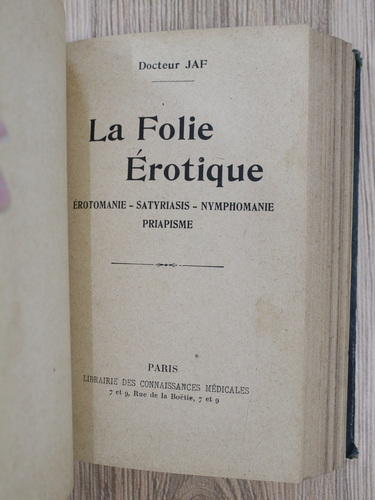 Docteur JAF
La Folie
Érotique
ÉROTOMANIE – SATYRIASIS – NYMPHOMANIE
PRIAPISME
PARIS
LIBRAIRIE DES CONNAISSANCES MÉDICALES
7 et 9, Rue de la Boëtie, 7 et 9